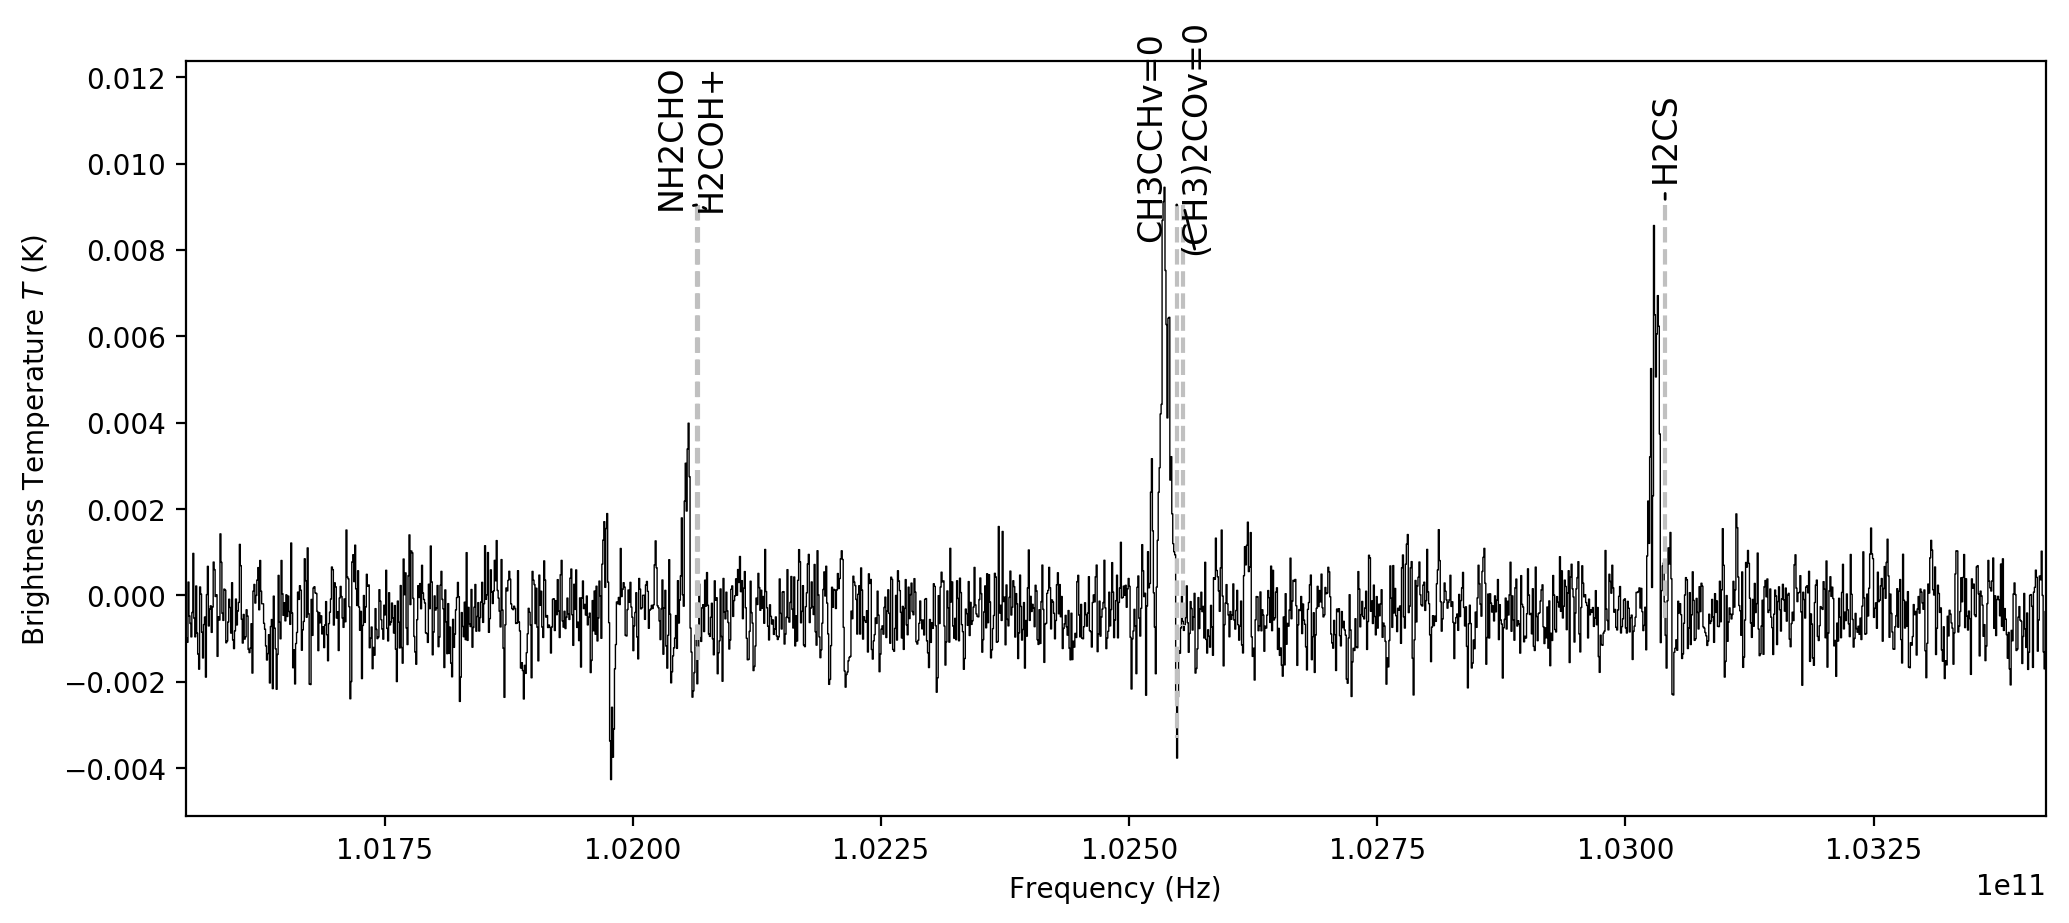 NH2CHO
H2COH+
CH3CCHv=0
(CH3)2COv=0
H2CS
0.012
0.010
0.008
0.006
0.004
0.002
0.000
−0.002
−0.004
Brightness Temperature T (K)
1.0175
1.0200
1.0225
1.0250
1.0275
1.0300
1.0325
Frequency (Hz)
1e11